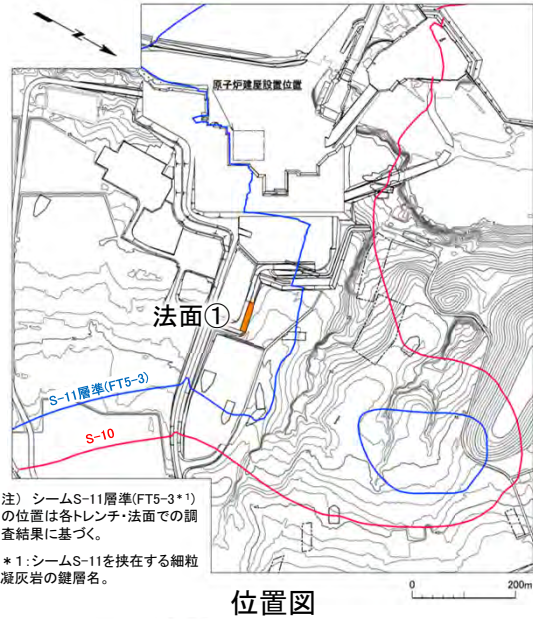 N
原子炉建屋設置位置
法面①
S-11層準(FT5-3)
S-10
注) シームS-11層準(FT5-3*1)
の位置は各トレンチ・法面での調
査結果に基づく。
*1:シームS-11を挟在する細粒
凝灰岩の鍵層名。
0 200m
位置図